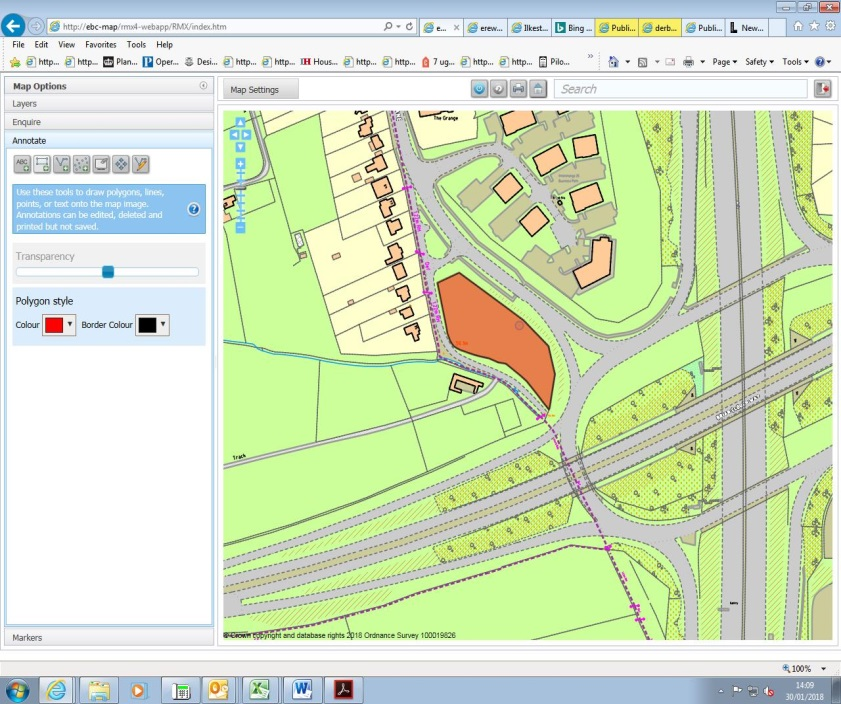 http://ebc-map/rmx4-webapp/RMX/index.htm
e...
erew...
Ilkest...
Bing ...
Publi...
derb...
Publi...
New...
File Edit View Favorites Tools Help
http... http... Plan... Oper... Desi... http... http... Hous... http... http... 7 ug... http... http... Pilo...
Page Safety Tools
Map Options
Map Settings
Search
Layers
Enquire
Annotate
ABC
Use these tools to draw polygons, lines,
points, or text onto the map image.
Annotations can be edited, deleted and
printed but not saved.
Transparency
Polygon style
Colour Border Colour
Markers
The Grange
Track
© Crown copyright and database rights 2018 Ordnance Survey 100019826
100%
14:09
30/01/2018